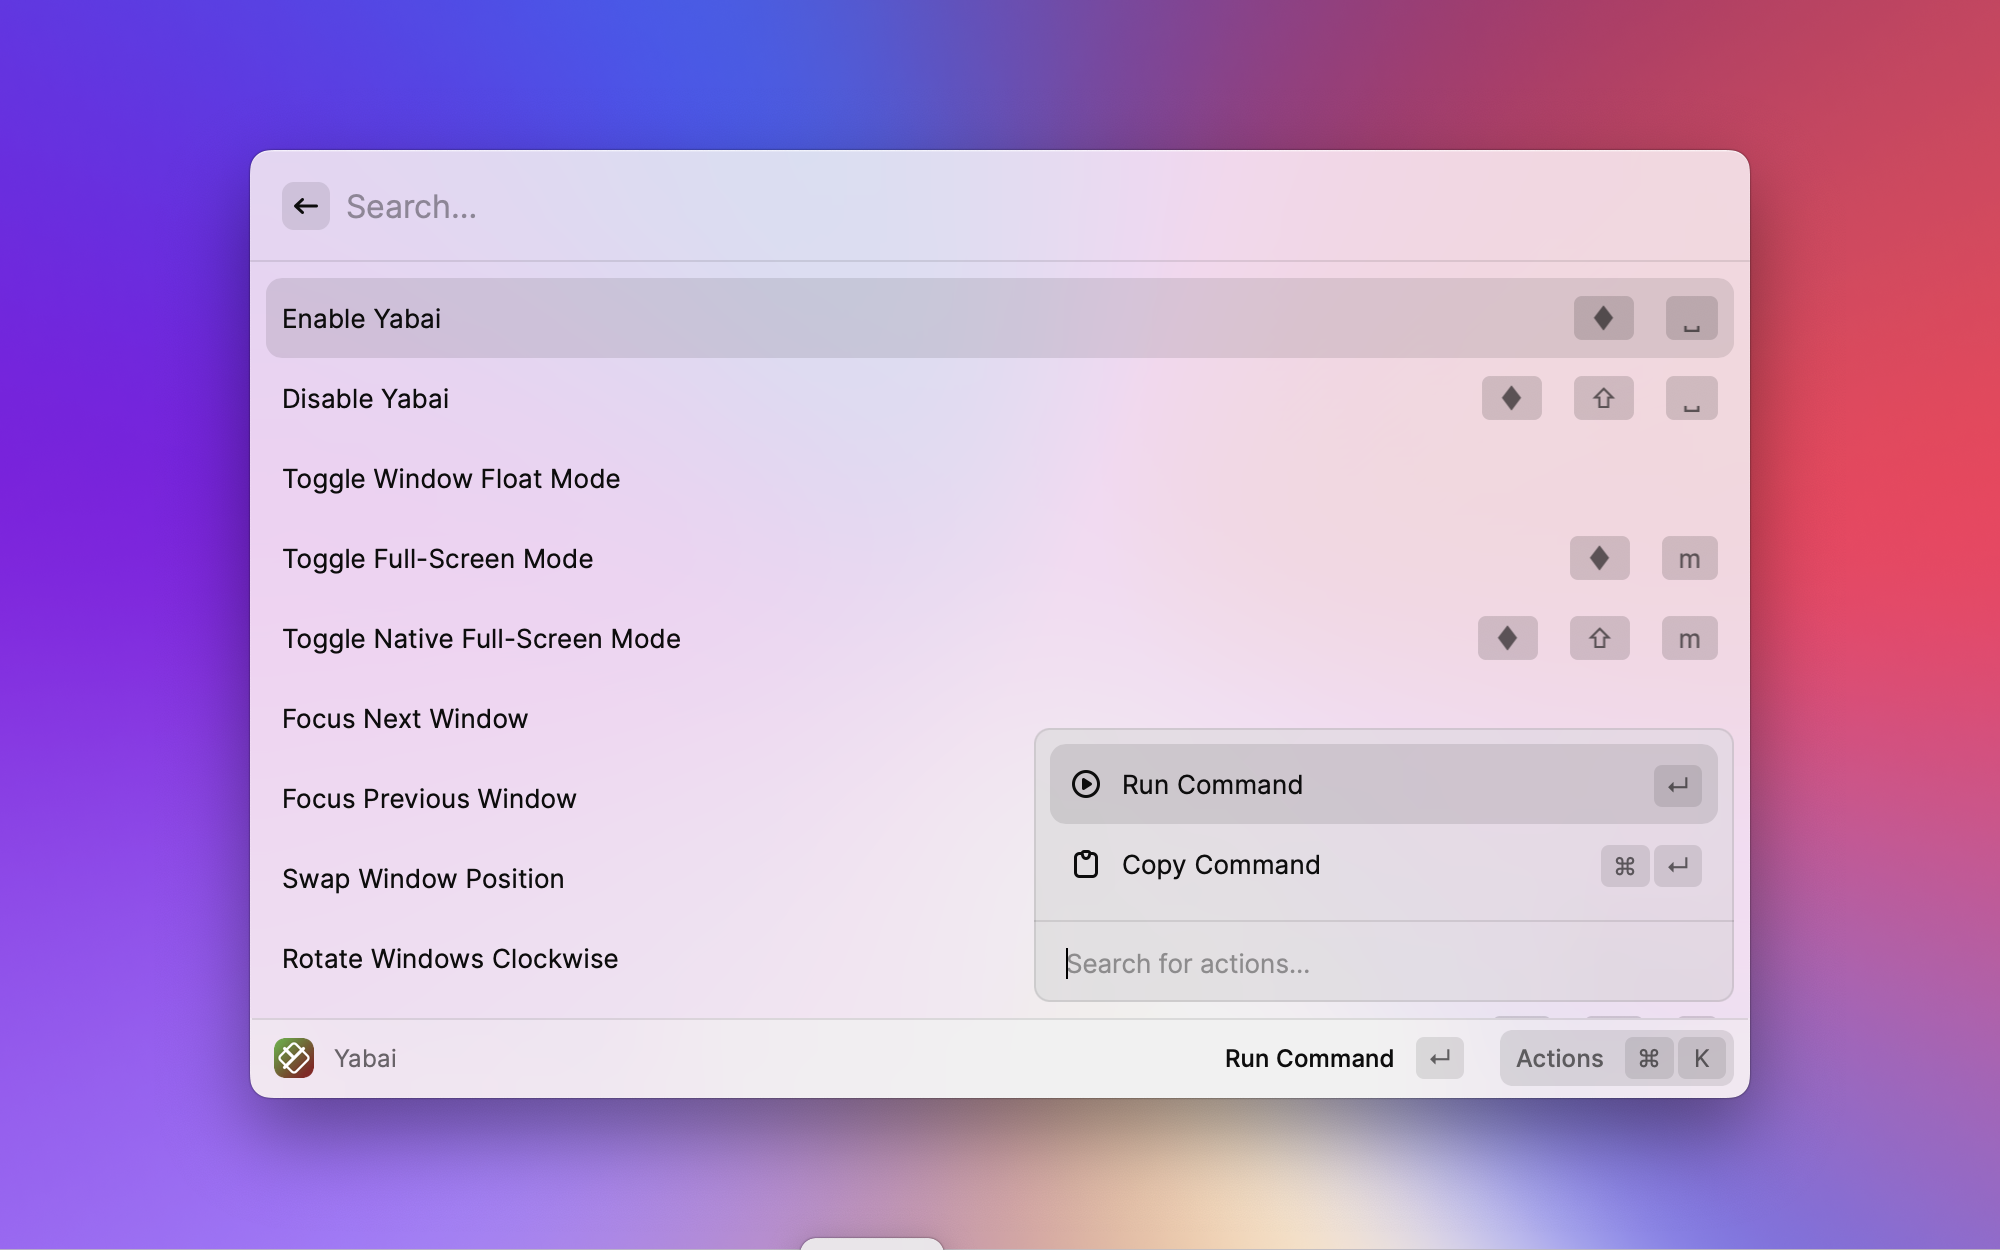 Search...
Enable Yabai ♦ ␣
Disable Yabai ♦ ⇧ ␣
Toggle Window Float Mode
Toggle Full-Screen Mode ♦ m
Toggle Native Full-Screen Mode ♦ ⇧ m
Focus Next Window
Focus Previous Window
Swap Window Position
Rotate Windows Clockwise
Run Command ↵
Copy Command ⌘ ↵
Search for actions...
Yabai
Run Command ↵ Actions ⌘ K